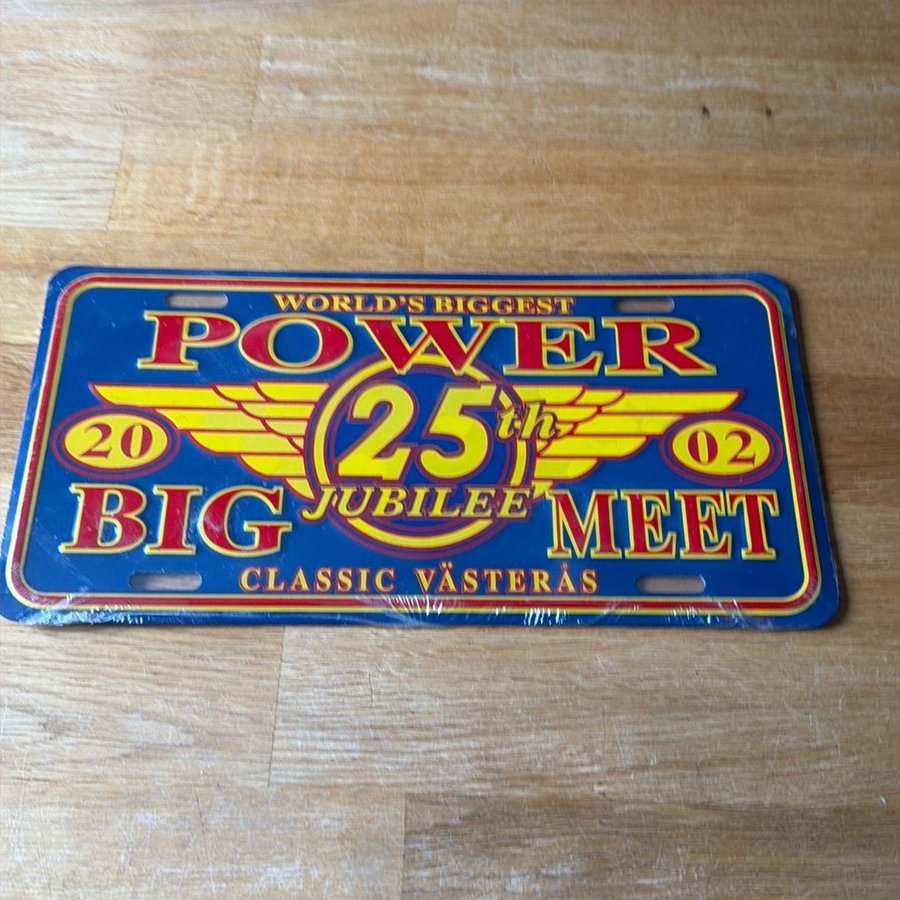 WORLD'S BIGGEST
POWER
20 25th 02
JUBILEE
BIG MEET
CLASSIC VÄSTERÅS